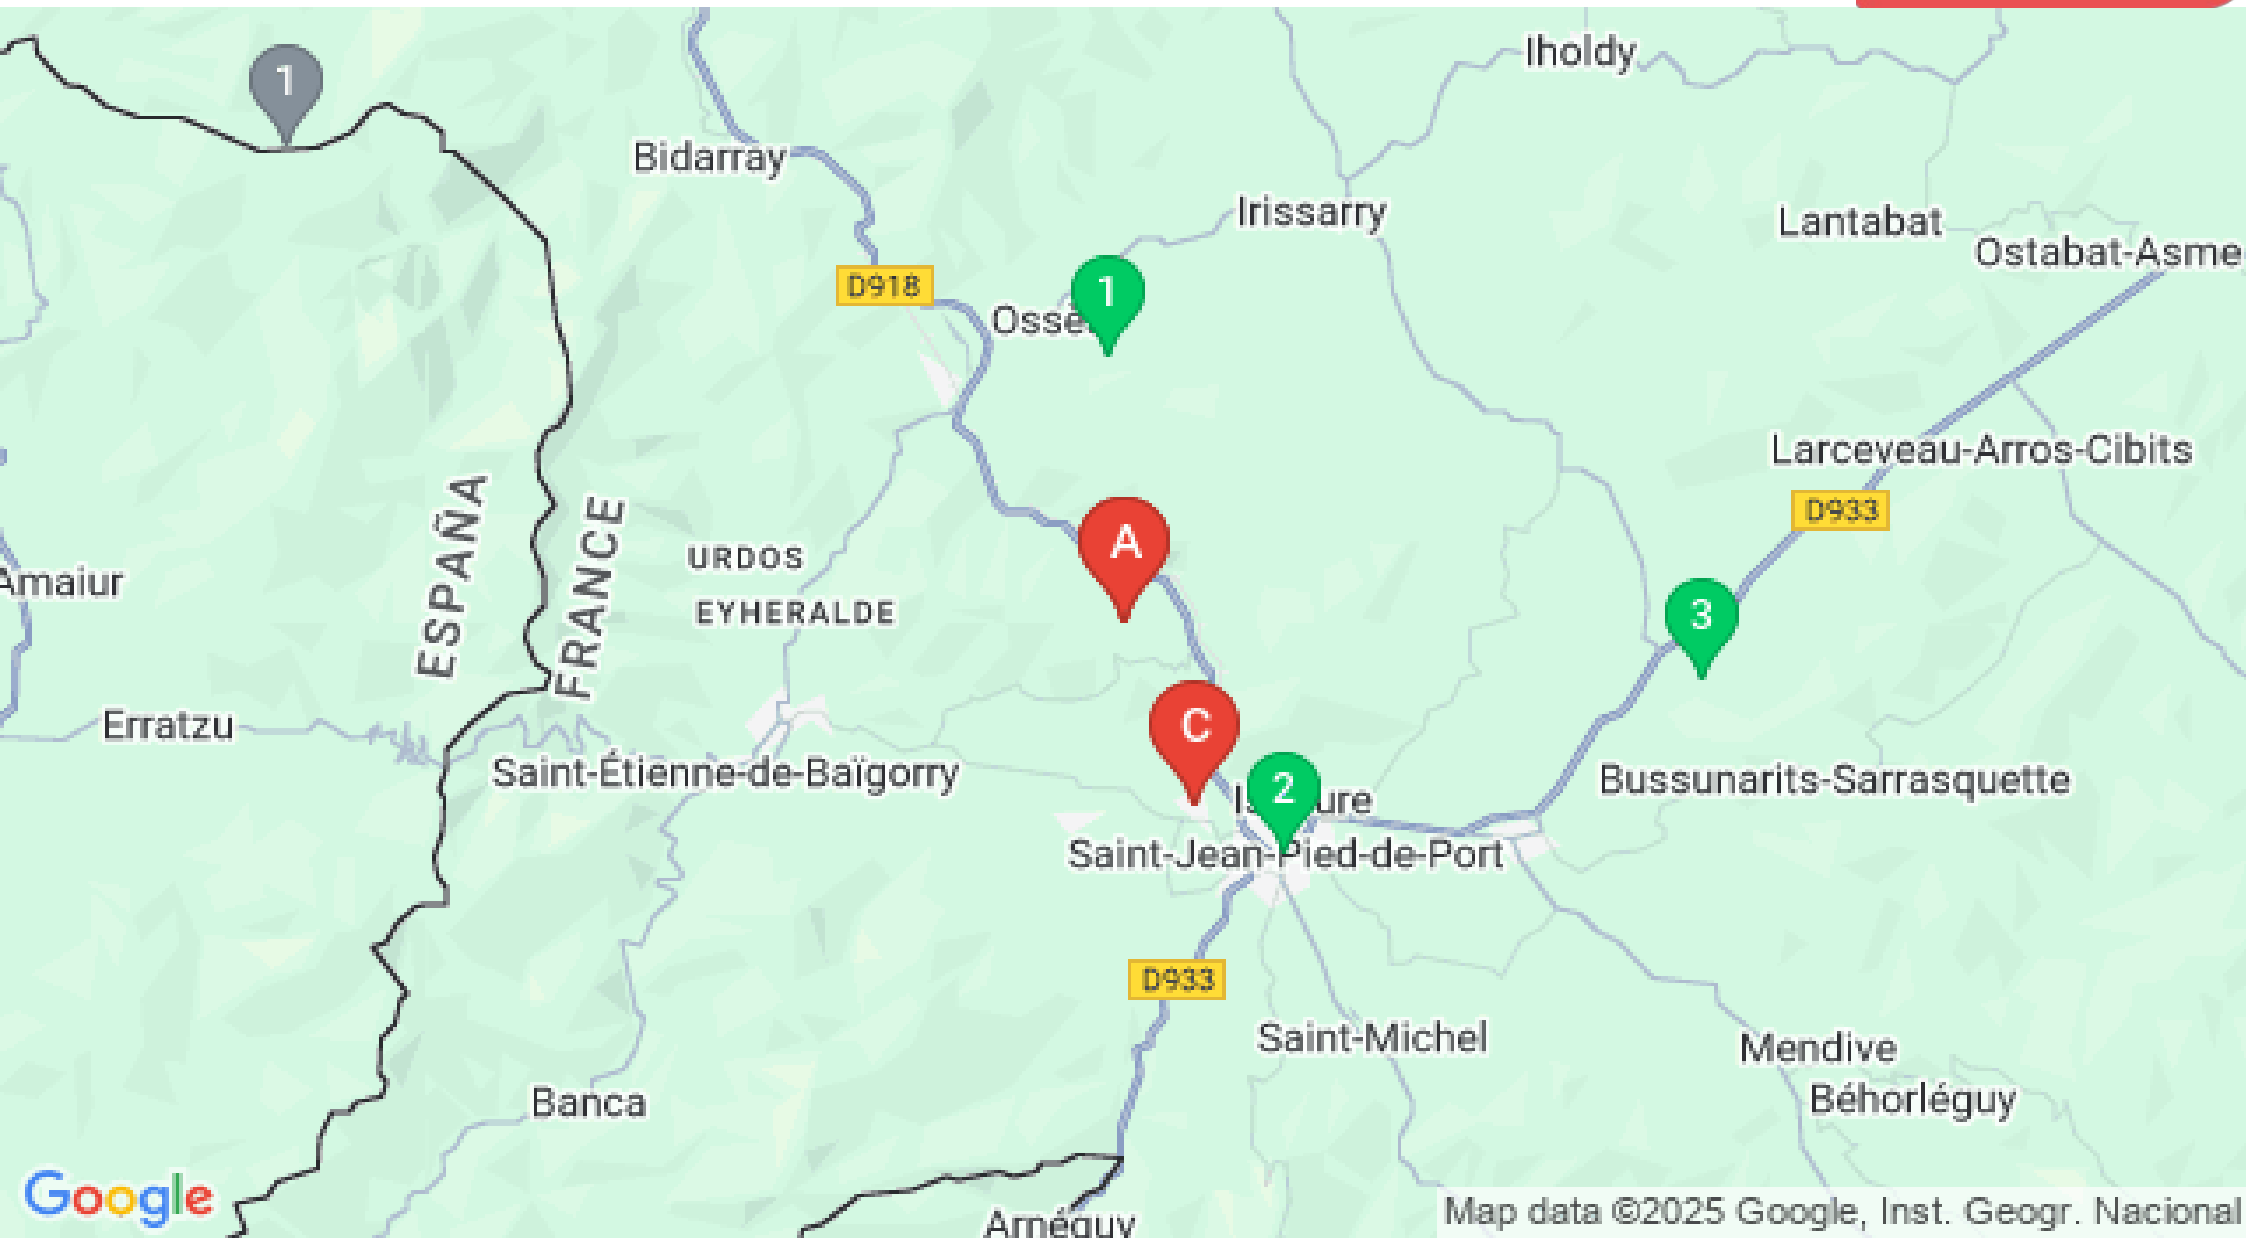 Iholdy
1
Bidarray
Irissarry
Lantabat
Ostabat-Asme
D918
1
Larceveau-Arros-Cibits
D933
ESPAÑA
FRANCE
A
URDOS
EYHERALDE
Amaiur
3
Erratzu
C
Saint-Étienne-de-Baïgorry
Bussunarits-Sarrasquette
2
Saint-Jean-Pied-de-Port
D933
Saint-Michel
Mendive
Béhorléguy
Banca
Arnéguy
Google
Map data ©2025 Google, Inst. Geogr. Nacional